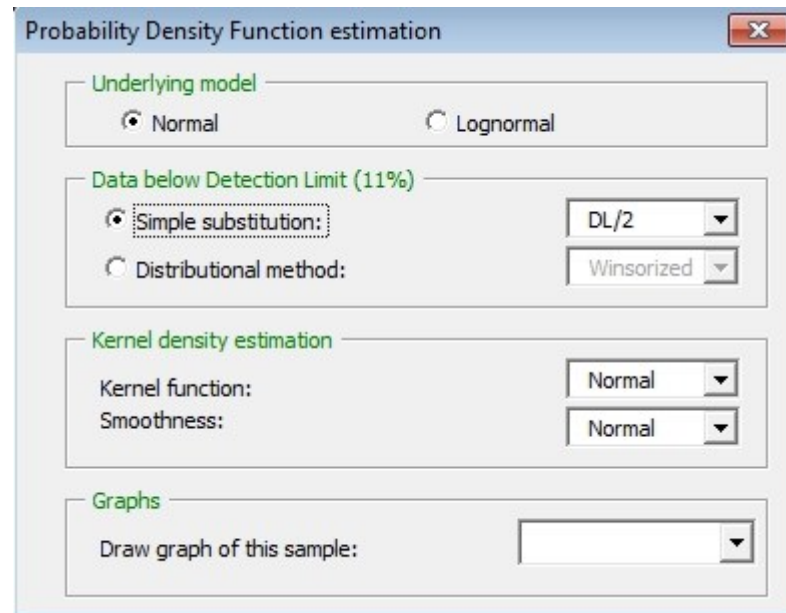 Probability Density Function estimation
Underlying model
Normal Lognormal
Data below Detection Limit (11%)
Simple substitution: DL/2
Distributional method: Winsorized
Kernel density estimation
Kernel function: Normal
Smoothness: Normal
Graphs
Draw graph of this sample: